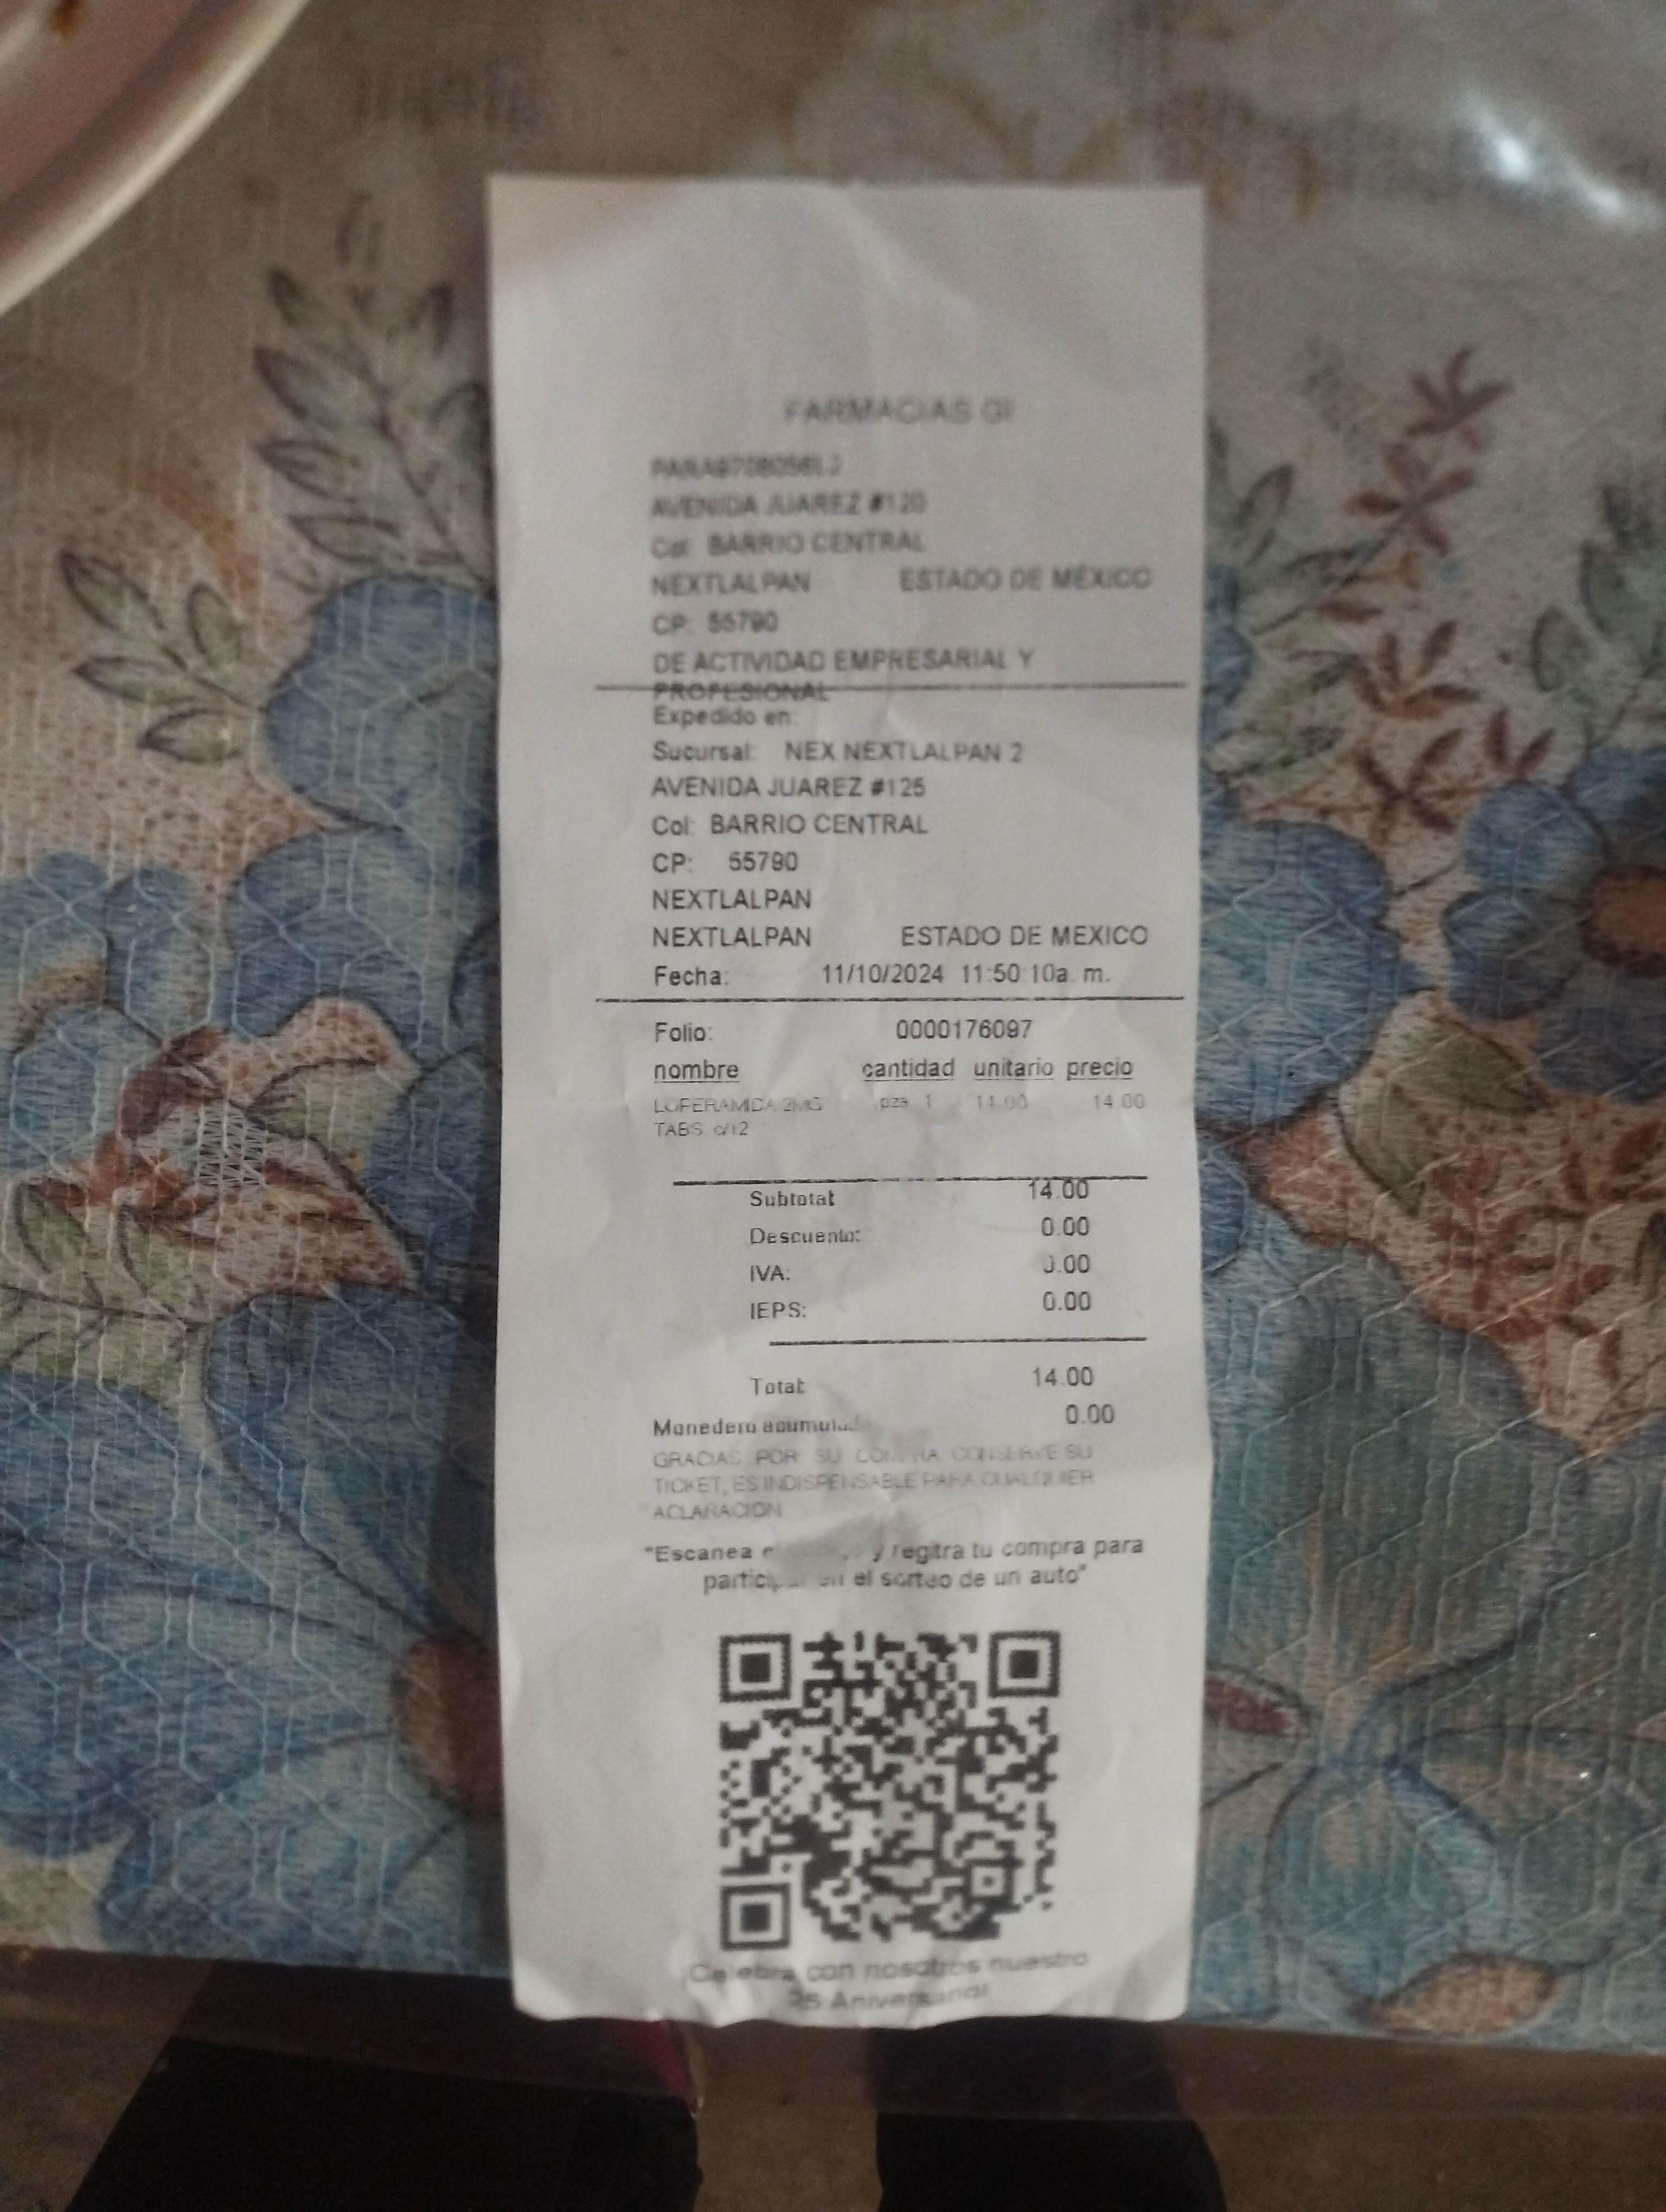 FARMACIAS GI
AVENIDA JUAREZ #120
Col: BARRIO CENTRAL
NEXTLALPAN ESTADO DE MEXICO
CP: 55790
DE ACTIVIDAD EMPRESARIAL Y
PROFESIONAL
Expedido en:
Sucursal: NEX NEXTLALPAN 2
AVENIDA JUAREZ #125
Col: BARRIO CENTRAL
CP: 55790
NEXTLALPAN
NEXTLALPAN ESTADO DE MEXICO
Fecha: 11/10/2024 11:50:10a. m.
Folio: 0000176097
nombre cantidad unitario precio
LOPERAMIDA 2MG pza 1 14.00 14.00
TABS c/12
Subtotal: 14.00
Descuento: 0.00
IVA: 0.00
IEPS: 0.00
Total: 14.00
Monedero 0.00
GRACIAS POR SU COMPRA CONSERVE SU
TICKET, ES INDISPENSABLE PARA CUALQUIER
ACLARACION
"Escanea y regitra tu compra para
en el sorteo de un auto"
Celebra con nosotros nuestro
25 Aniversario!